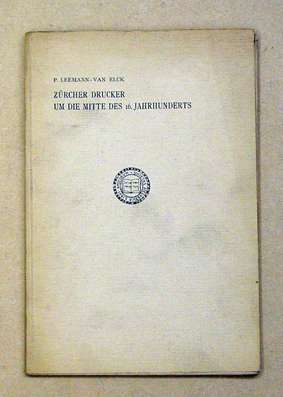 P. LEEMANN-VAN ELCK
ZÜRCHER DRUCKER
UM DIE MITTE DES 16. JAHRHUNDERTS